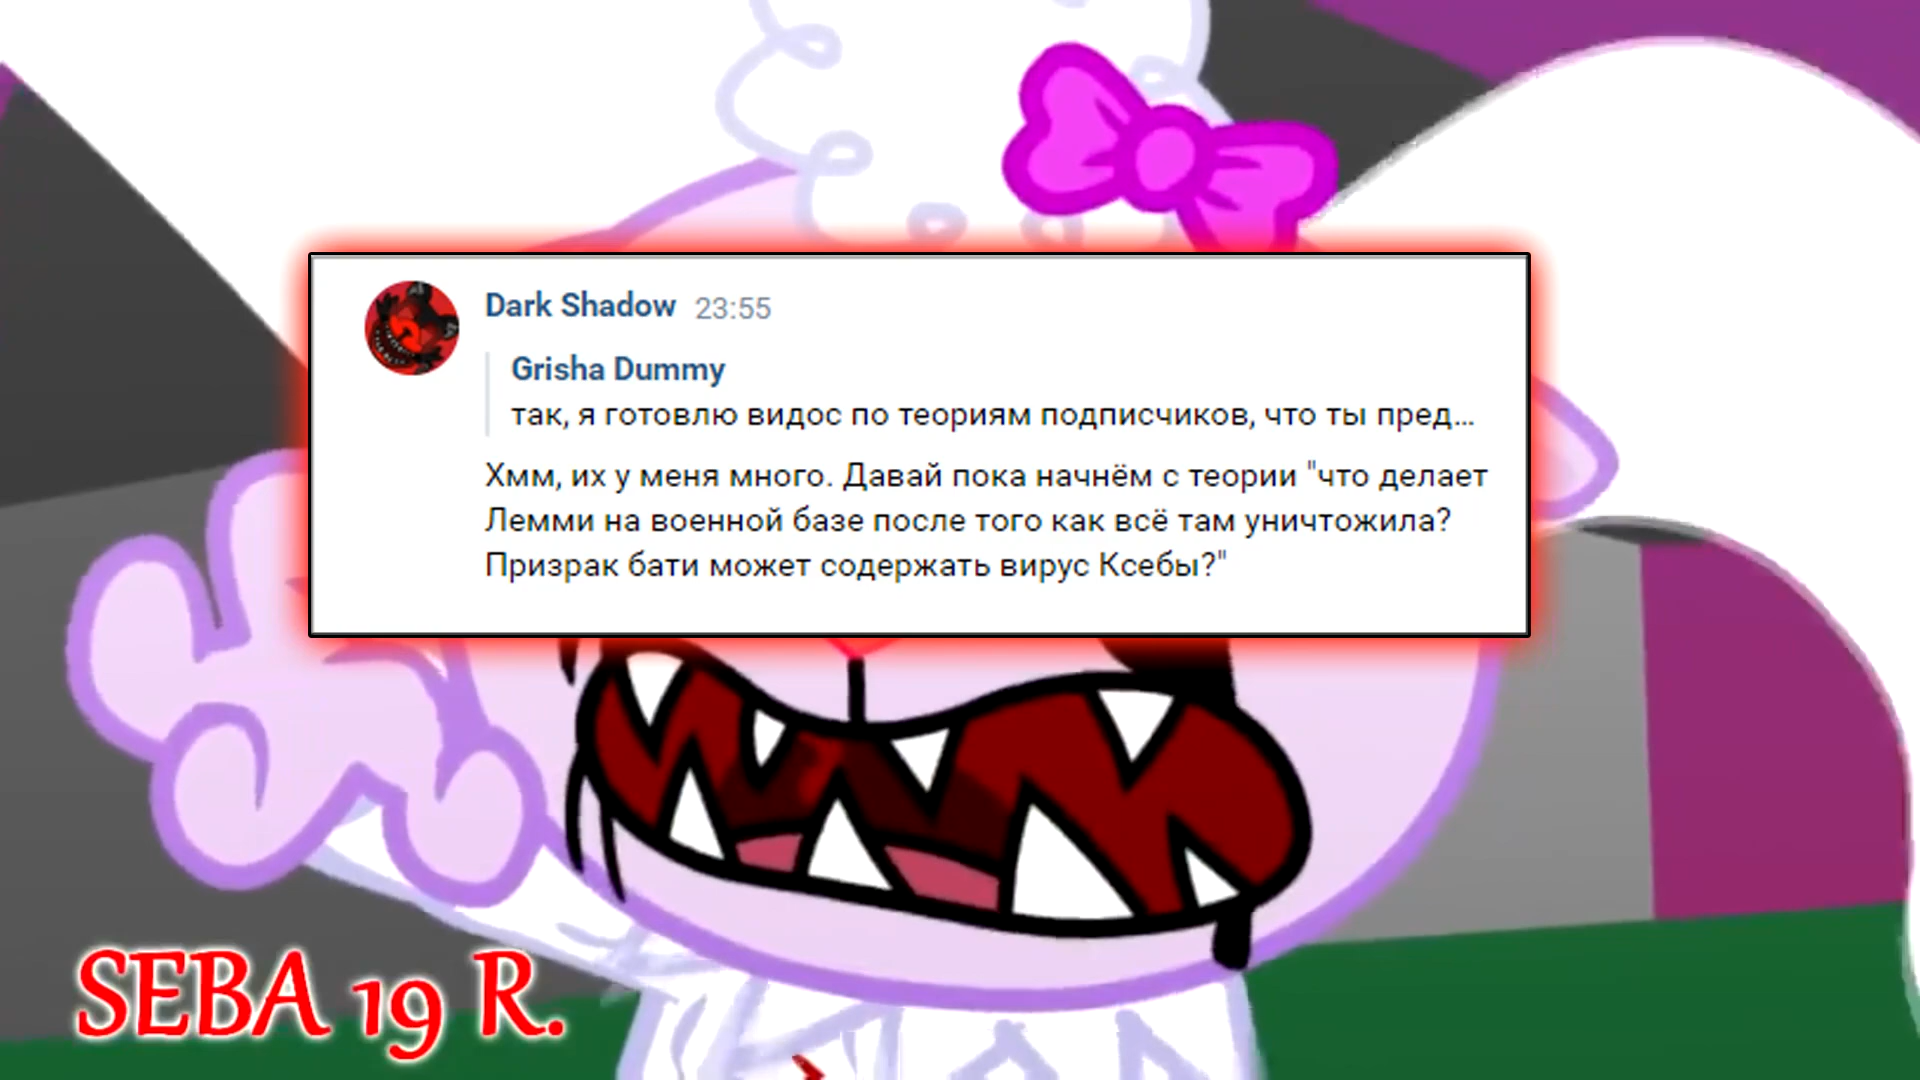 Dark Shadow 23:55
Grisha Dummy
так, я готовлю видос по теориям подписчиков, что ты пред...
Хмм, их у меня много. Давай пока начнём с теории "что делает
Лемми на военной базе после того как всё там уничтожила?
Призрак бати может содержать вирус Ксебы?"
SEBA 19 R.